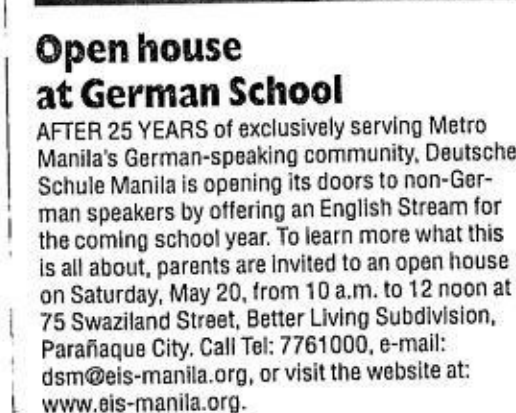 Open house
at German School
AFTER 25 YEARS of exclusively serving Metro
Manila's German-speaking community, Deutsche
Schule Manila is opening its doors to non-Ger-
man speakers by offering an English Stream for
the coming school year. To learn more what this
is all about, parents are invited to an open house
on Saturday, May 20, from 10 a.m. to 12 noon at
75 Swaziland Street, Better Living Subdivision,
Parañaque City. Call Tel: 7761000, e-mail:
dsm@eis-manila.org, or visit the website at:
www.eis-manila.org.